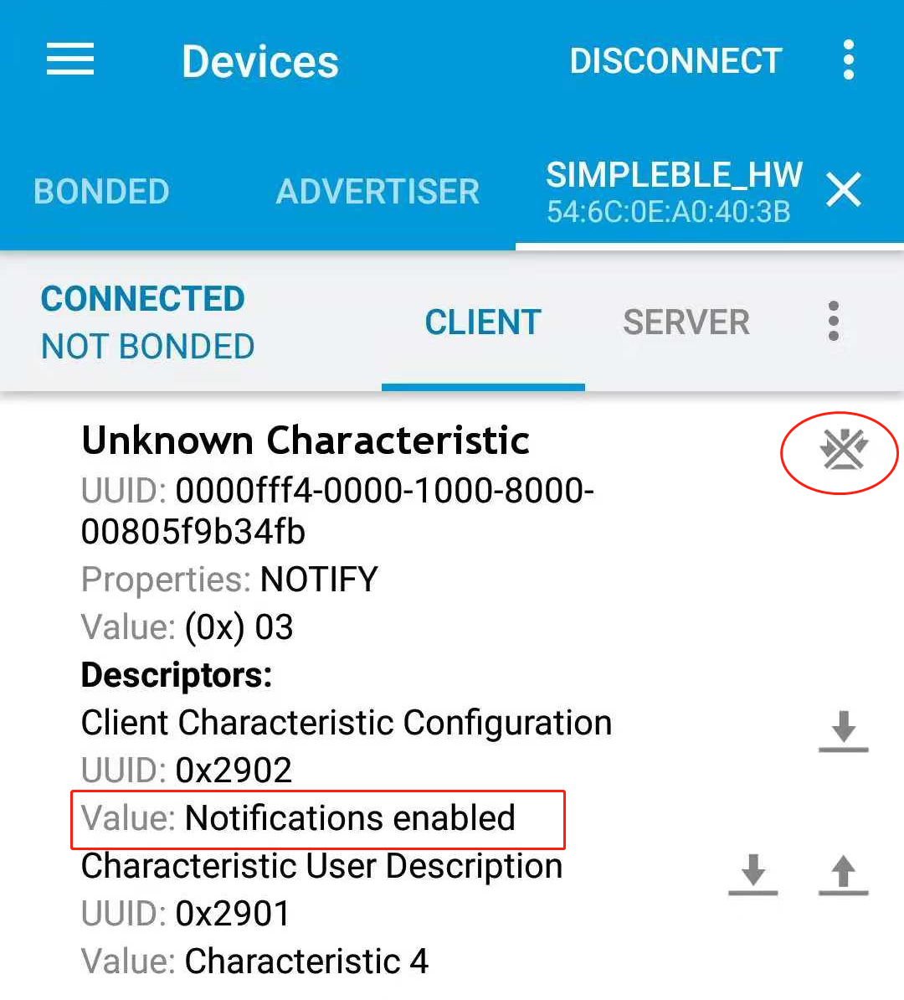 Devices
DISCONNECT
BONDED
ADVERTISER
SIMPLEBLE_HW
54:6C:0E:A0:40:3B
CONNECTED
NOT BONDED
CLIENT
SERVER
Unknown Characteristic
UUID: 0000fff4-0000-1000-8000-
00805f9b34fb
Properties: NOTIFY
Value: (0x) 03
Descriptors:
Client Characteristic Configuration
UUID: 0x2902
Value: Notifications enabled
Characteristic User Description
UUID: 0x2901
Value: Characteristic 4